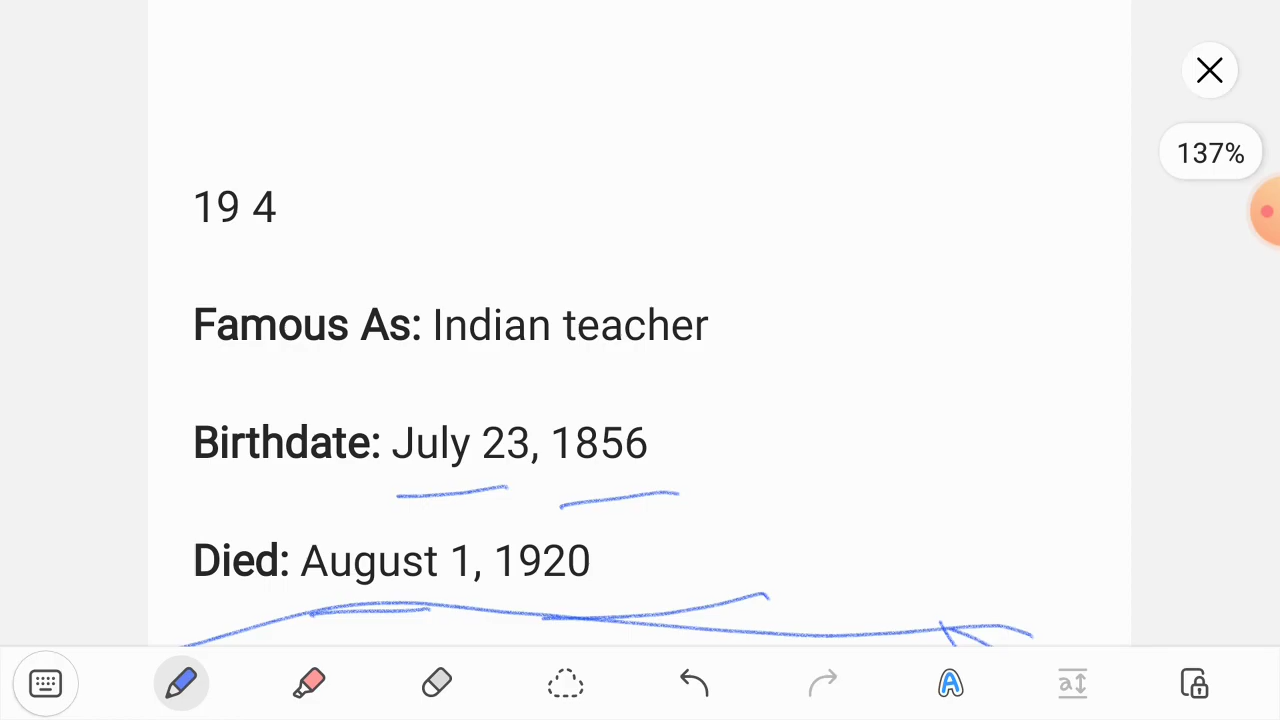 137%
19 4
Famous As: Indian teacher
Birthdate: July 23, 1856
Died: August 1, 1920
A
a